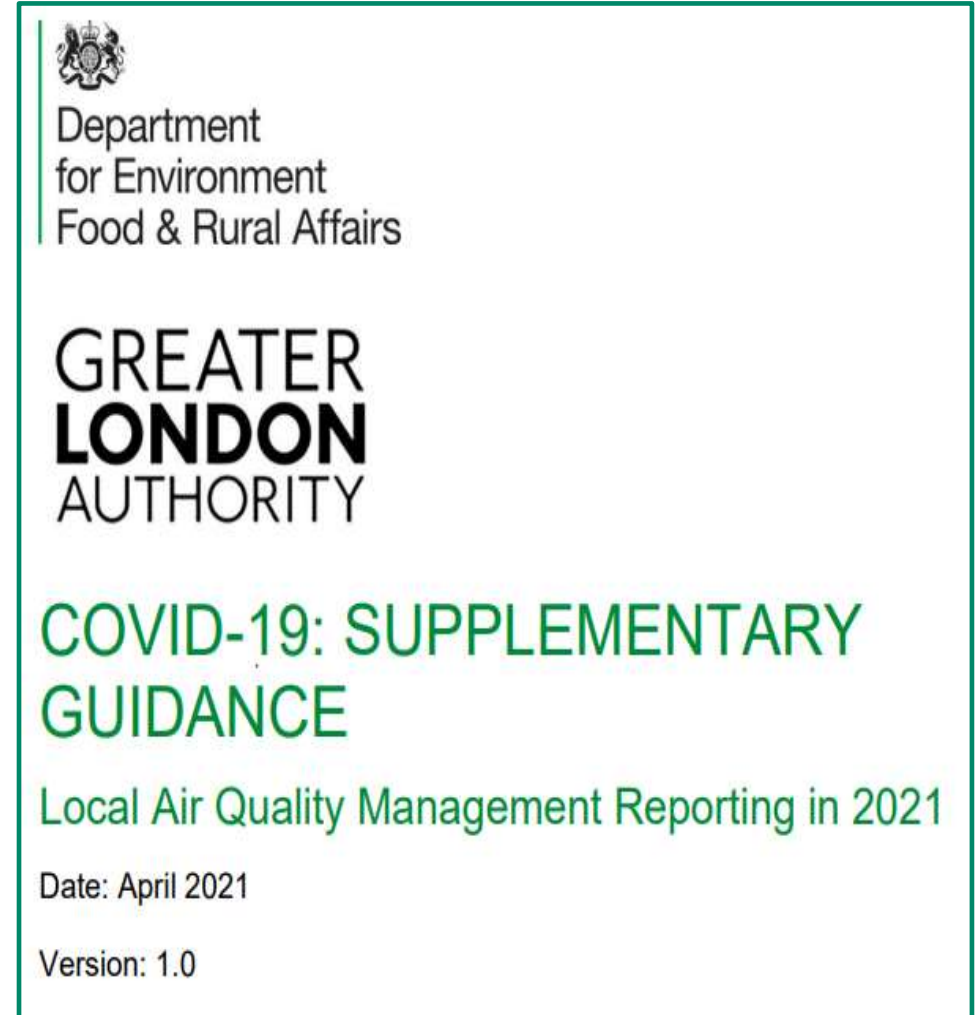 Department
for Environment
Food & Rural Affairs
GREATER
LONDON
AUTHORITY
COVID-19: SUPPLEMENTARY
GUIDANCE
Local Air Quality Management Reporting in 2021
Date: April 2021
Version: 1.0